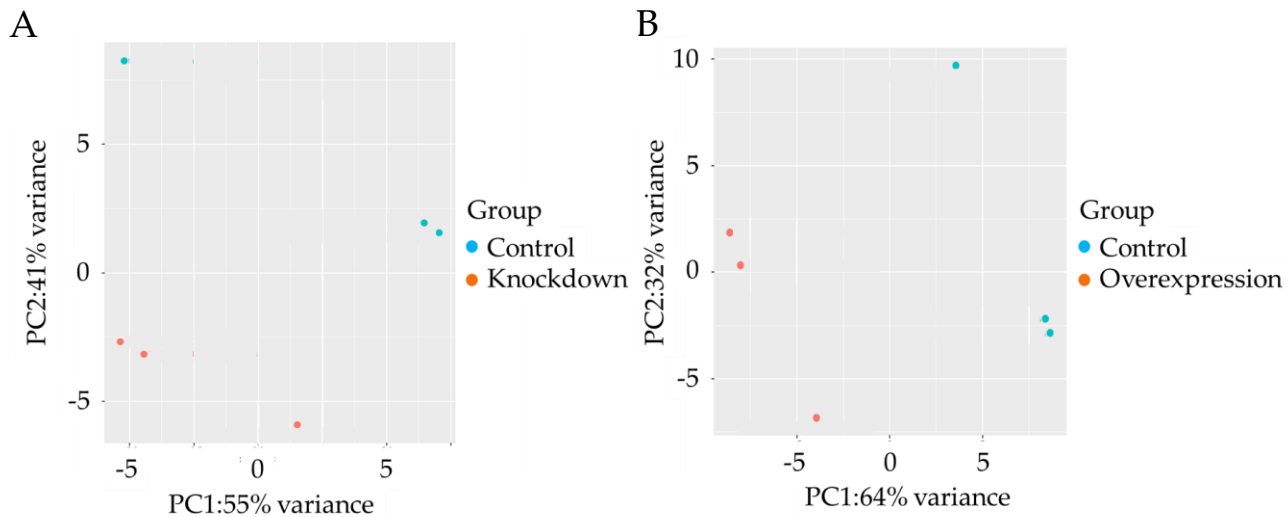 A
5
0
-5
PC2:41% variance
-5
0
5
PC1:55% variance
Group
Control
Knockdown
B
10
5
0
-5
PC2:32% variance
-5
0
5
PC1:64% variance
Group
Control
Overexpression